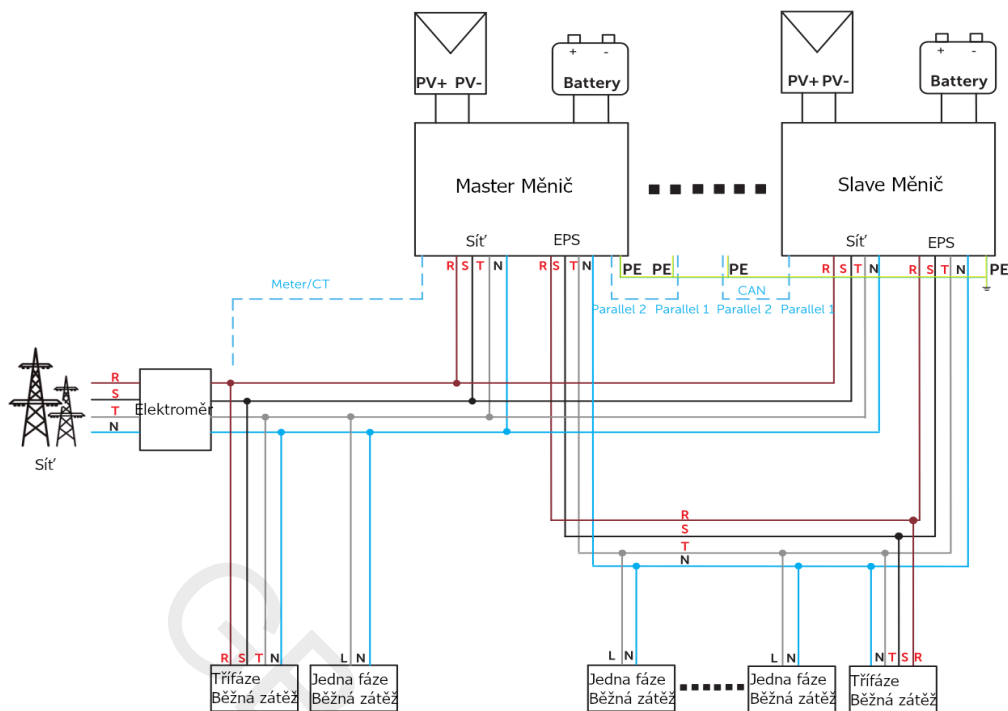 PV+ PV-
+ -
Battery
PV+ PV-
+ -
Battery
Master Měnič
Slave Měnič
Síť EPS
Síť EPS
R S T N R S T N PE PE PE R S T N R S T N PE
Meter/CT
CAN
Parallel 2 Parallel 1 Parallel 2 Parallel 1
R
S
T
N
Elektroměr
Síť
R
S
T
N
R S T N
L N
L N
L N
N T S R
Třífáze
Běžná zátěž
Jedna fáze
Běžná zátěž
Jedna fáze
Běžná zátěž
Jedna fáze
Běžná zátěž
Třífáze
Běžná zátěž